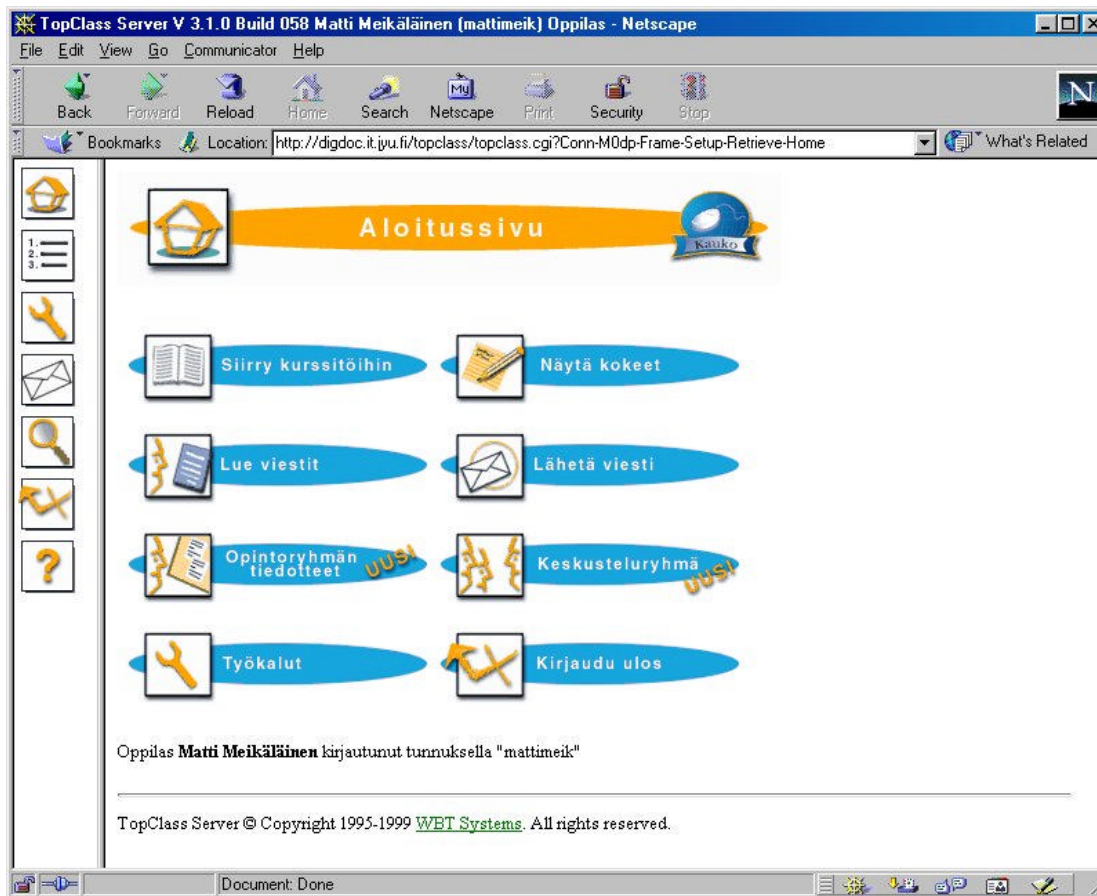 TopClass Server V 3.1.0 Build 058 Matti Meikäläinen (mattimeik) Oppilas - Netscape
File Edit View Go Communicator Help
Back Forward Reload Home Search Netscape Print Security Stop
My
N
Bookmarks Location: http://digdoc.it.jyu.fi/topclass/topclass.cgi?Conn-M0dp-Frame-Setup-Retrieve-Home What's Related
Aloitussivu
Kauko
1.
2.
3.
Siirry kurssitöihin
Näytä kokeet
Lue viestit
Lähetä viesti
Opintoryhmän
tiedotteet
UUSI
Keskusteluryhmä
UUSI
?
Työkalut
Kirjaudu ulos
Oppilas Matti Meikäläinen kirjautunut tunnuksella "mattimeik"
TopClass Server © Copyright 1995-1999 WBT Systems. All rights reserved.
Document: Done